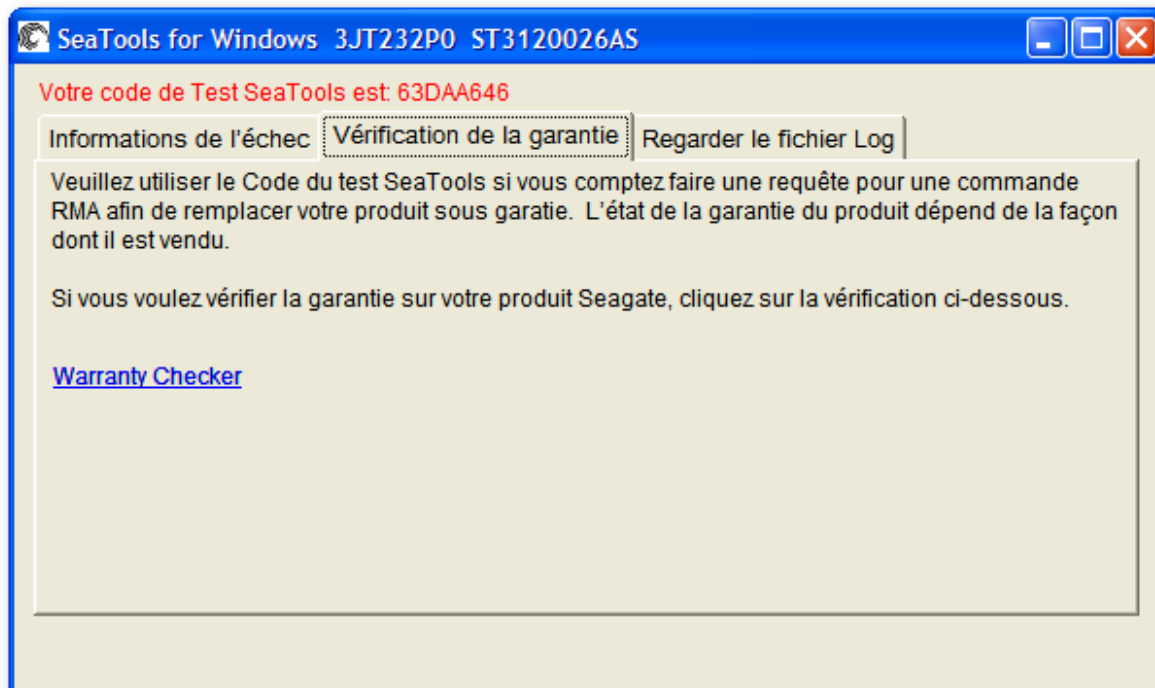 SeaTools for Windows 3JT232P0 ST3120026AS
Votre code de Test SeaTools est: 63DAA646
Informations de l'échec Vérification de la garantie Regarder le fichier Log
Veuillez utiliser le Code du test SeaTools si vous comptez faire une requête pour une commande
RMA afin de remplacer votre produit sous garatie. L'état de la garantie du produit dépend de la façon
dont il est vendu.
Si vous voulez vérifier la garantie sur votre produit Seagate, cliquez sur la vérification ci-dessous.
Warranty Checker